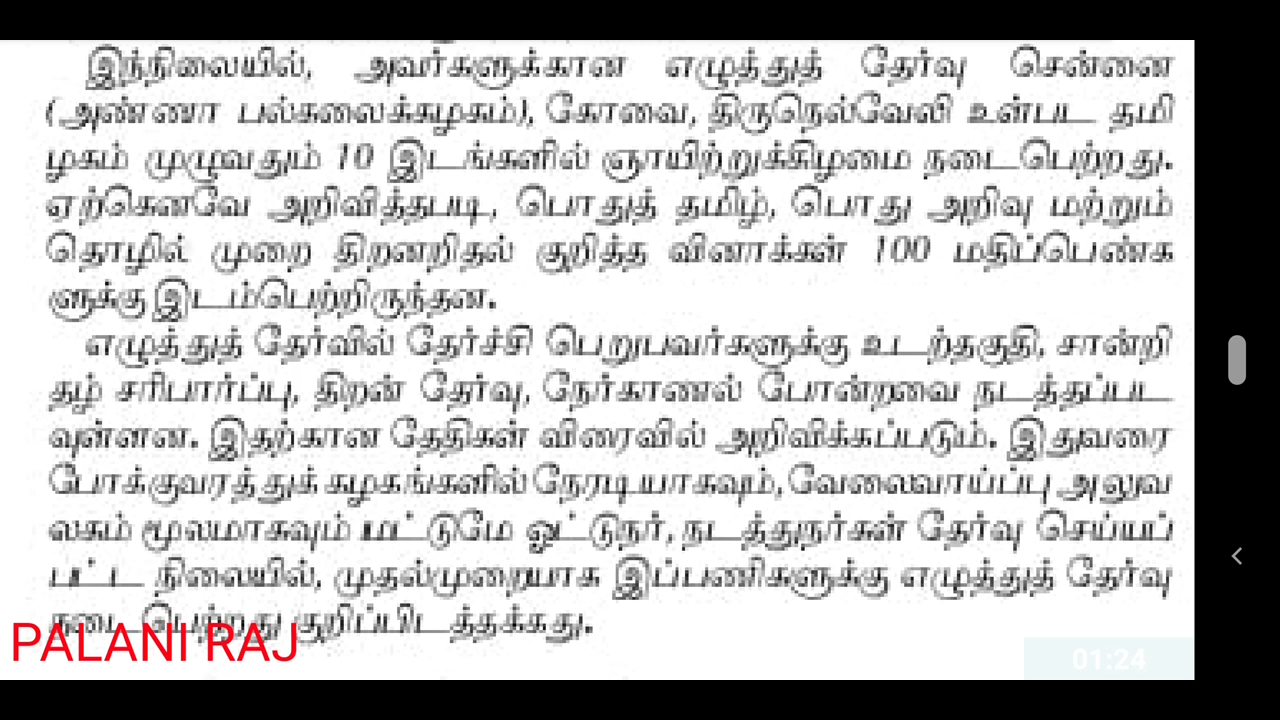 இந்நிலையில், அவர்களுக்கான எழுத்துத் தேர்வு சென்னை
(அண்ணா பல்கலைக்கழகம்), கோவை, திருநெல்வேலி உள்பட தமி
ழகம் முழுவதும் 10 இடங்களில் ஞாயிற்றுக்கிழமை நடைபெற்றது.
ஏற்கெனவே அறிவித்தபடி, பொதுத் தமிழ், பொது அறிவு மற்றும்
தொழில் முறை திறனறிதல் குறித்த வினாக்கள் 100 மதிப்பெண்க
ளுக்கு இடம்பெற்றிருந்தன.
எழுத்துத் தேர்வில் தேர்ச்சி பெறுபவர்களுக்கு உடற்தகுதி, சான்றி
தழ் சரிபார்ப்பு, திறன் தேர்வு, நேர்காணல் போன்றவை நடத்தப்பட
வுள்ளன. இதற்கான தேதிகள் விரைவில் அறிவிக்கப்படும். இதுவரை
போக்குவரத்துக் கழகங்களில் நேரடியாகவும், வேலைவாய்ப்பு அலுவ
லகம் மூலமாகவும் மட்டுமே ஓட்டுநர், நடத்துநர்கள் தேர்வு செய்யப்
பட்ட நிலையில், முதல்முறையாக இப்பணிகளுக்கு எழுத்துத் தேர்வு
நடைபெற்றது குறிப்பிடத்தக்கது.
PALANI RAJ
01:24